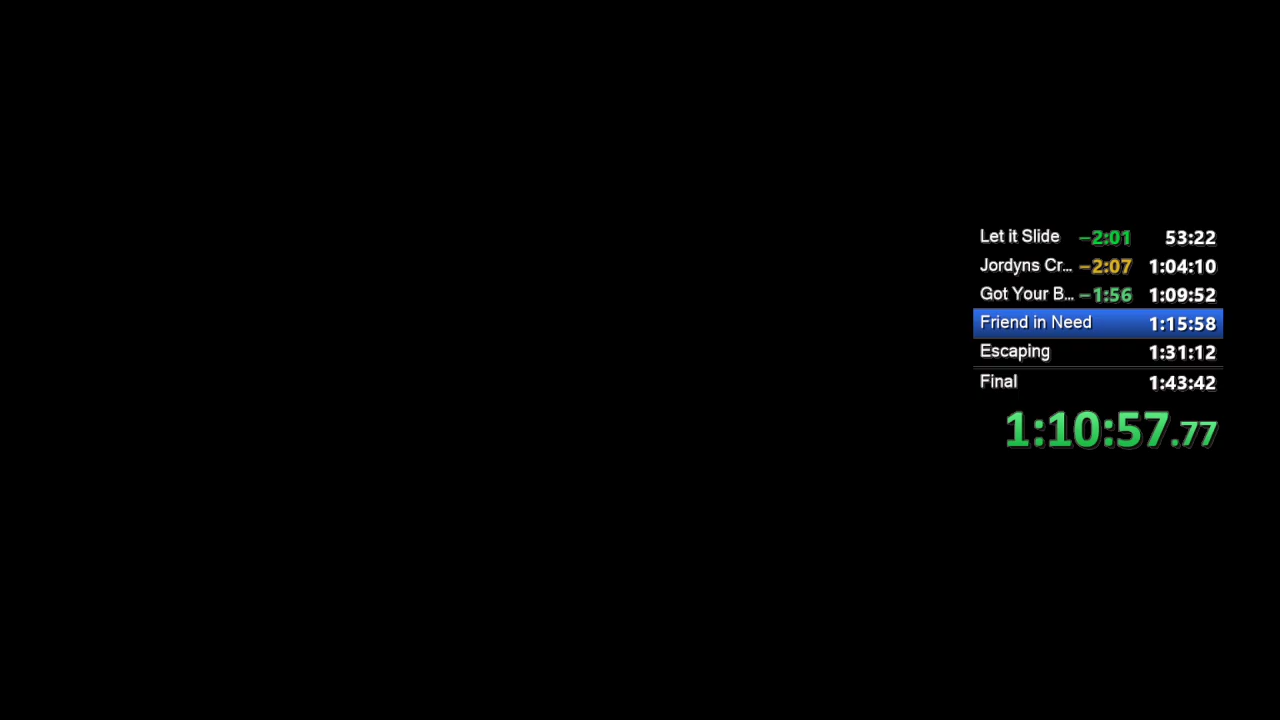 Let it Slide −2:01 53:22
Jordyns Cr... −2:07 1:04:10
Got Your B... −1:56 1:09:52
Friend in Need 1:15:58
Escaping 1:31:12
Final 1:43:42
1:10:57.77